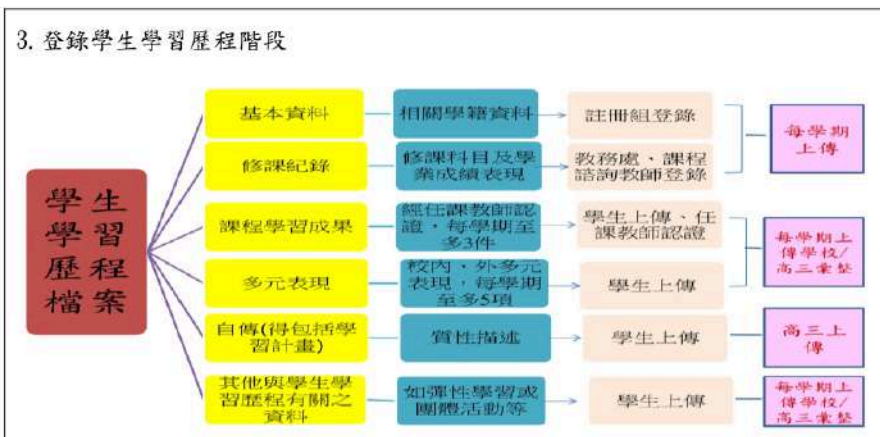 3. 登錄學生學習歷程階段
學生
學習
歷程
檔案
基本資料
相關學籍資料
註冊組登錄
修課紀錄
修課科目及學
業成績表現
教務處、課程
諮詢教師登錄
每學期
上傳
課程學習成果
經任課教師認
證，每學期至
多3件
學生上傳、任
課教師認證
多元表現
校內、外多元
表現，每學期
至多5項
學生上傳
每學期上
傳學校/
高三彙整
自傳(得包括學
習計畫)
質性描述
學生上傳
高三上
傳
其他與學生學
習歷程有關之
資料
如彈性學習或
團體活動等
學生上傳
每學期上
傳學校/
高三彙整